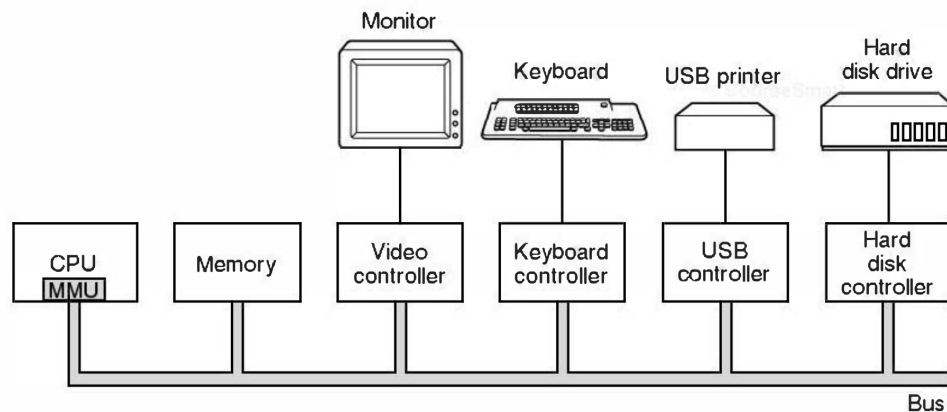 Monitor
Keyboard
USB printer
Hard
disk drive
CourseSmart
CPU
MMU
Memory
Video
controller
Keyboard
controller
USB
controller
Hard
disk
controller
Bus